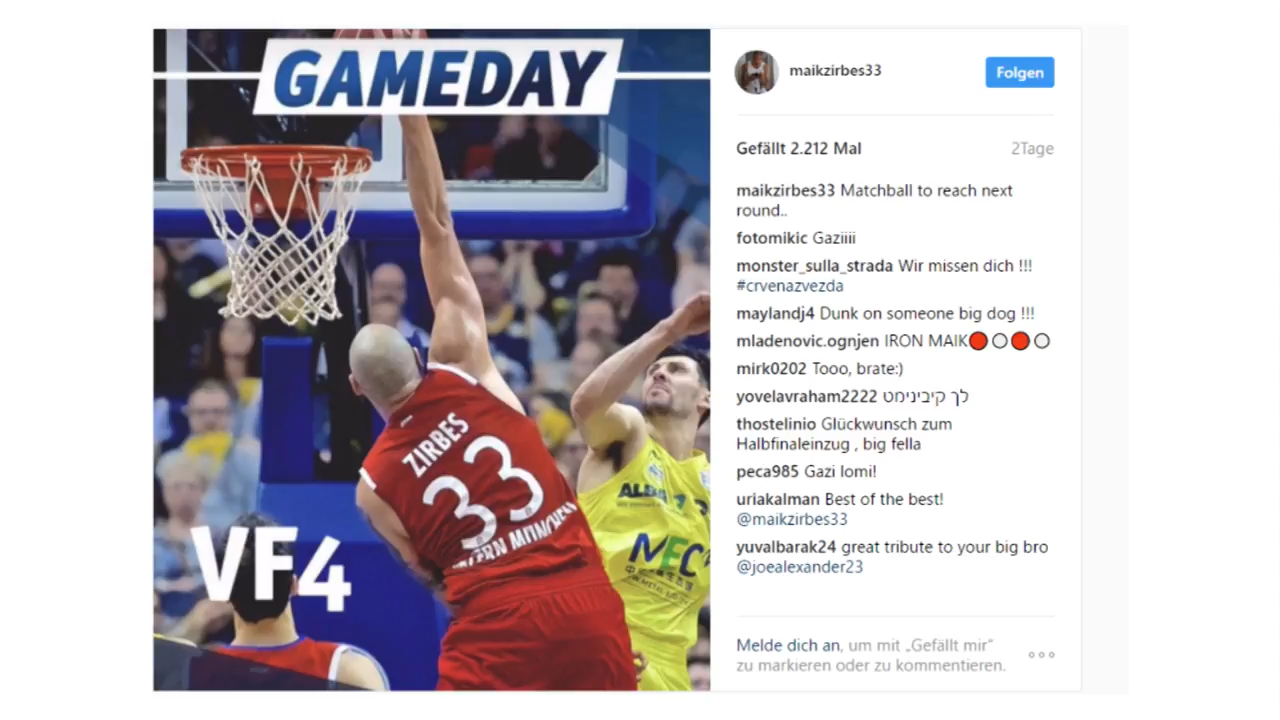 GAMEDAY
ZIRBES
33
BAYERN MÜNCHEN
ALBA
MEC
VF4
maikzirbes33
Folgen
Gefällt 2.212 Mal
2Tage
maikzirbes33 Matchball to reach next
round..
fotomikic Gaziiii
monster_sulla_strada Wir missen dich !!!
#crvenazvezda
maylandj4 Dunk on someone big dog !!!
mladenovic.ognjen IRON MAIK🔴⚪🔴⚪
mirk0202 Tooo, brate:)
yovelavraham2222 לך קיבינימט
thostelinio Glückwunsch zum
Halbfinaleinzug , big fella
peca985 Gazi lomi!
uriakalman Best of the best!
@maikzirbes33
yuvalbarak24 great tribute to your big bro
@joealexander23
Melde dich an, um mit „Gefällt mir“
zu markieren oder zu kommentieren.